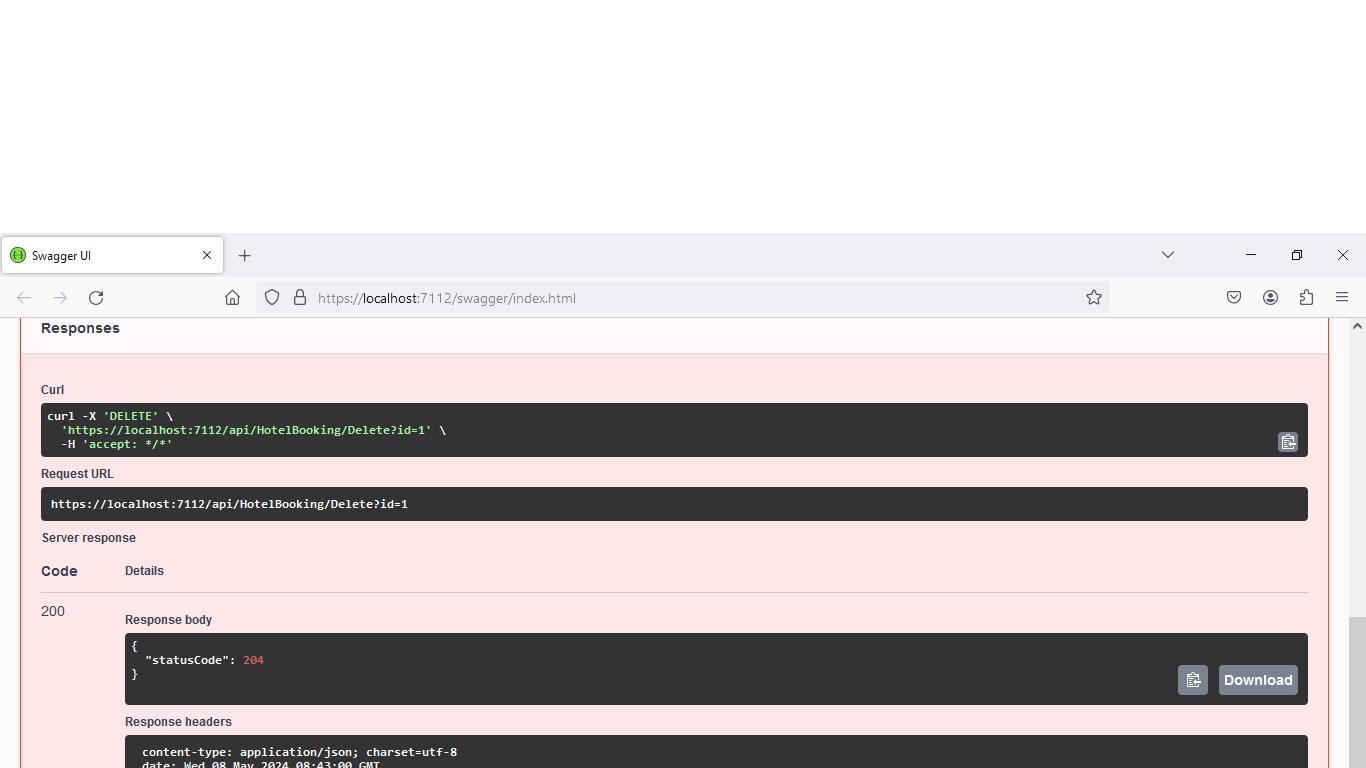 Swagger UI
https://localhost:7112/swagger/index.html
Responses
Curl
curl -X 'DELETE' \
'https://localhost:7112/api/HotelBooking/Delete?id=1' \
-H 'accept: */*'
Request URL
https://localhost:7112/api/HotelBooking/Delete?id=1
Server response
Code Details
200
Response body
{
"statusCode": 204
}
Download
Response headers
content-type: application/json; charset=utf-8
date: Wed,08 May 2024 08:43:00 GMT